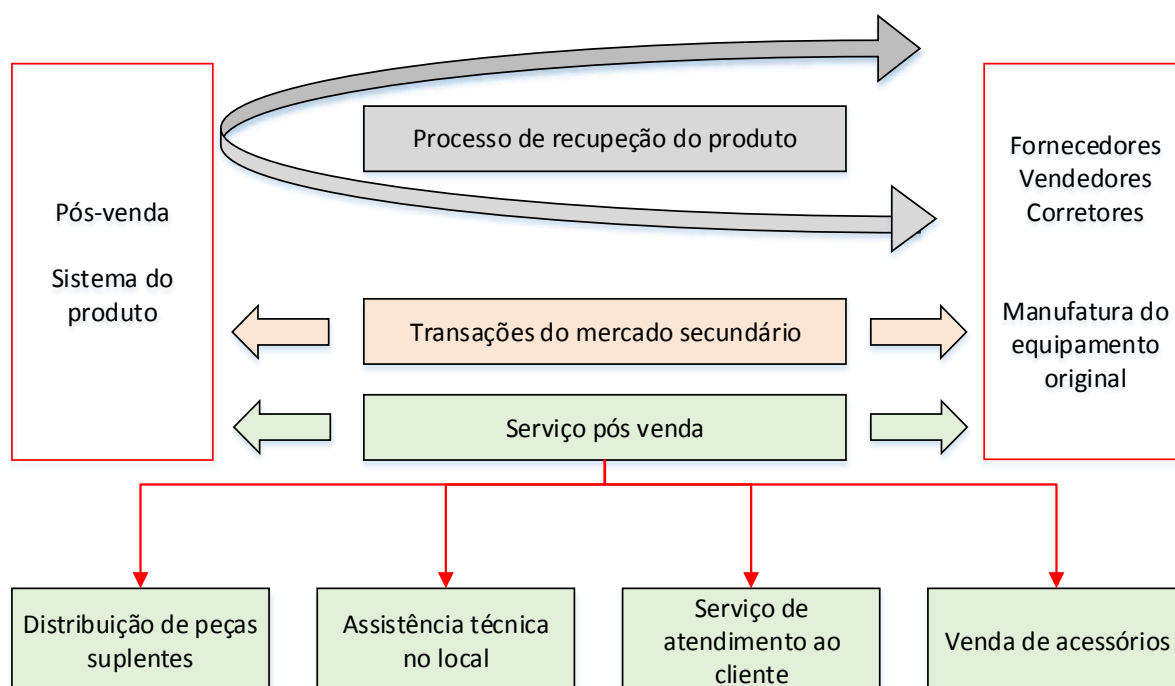 Processo de recupeção do produto
Pós-venda
Sistema do
produto
Fornecedores
Vendedores
Corretores
Manufatura do
equipamento
original
Transações do mercado secundário
Serviço pós venda
Distribuição de peças
suplentes
Assistência técnica
no local
Serviço de
atendimento ao
cliente
Venda de acessórios